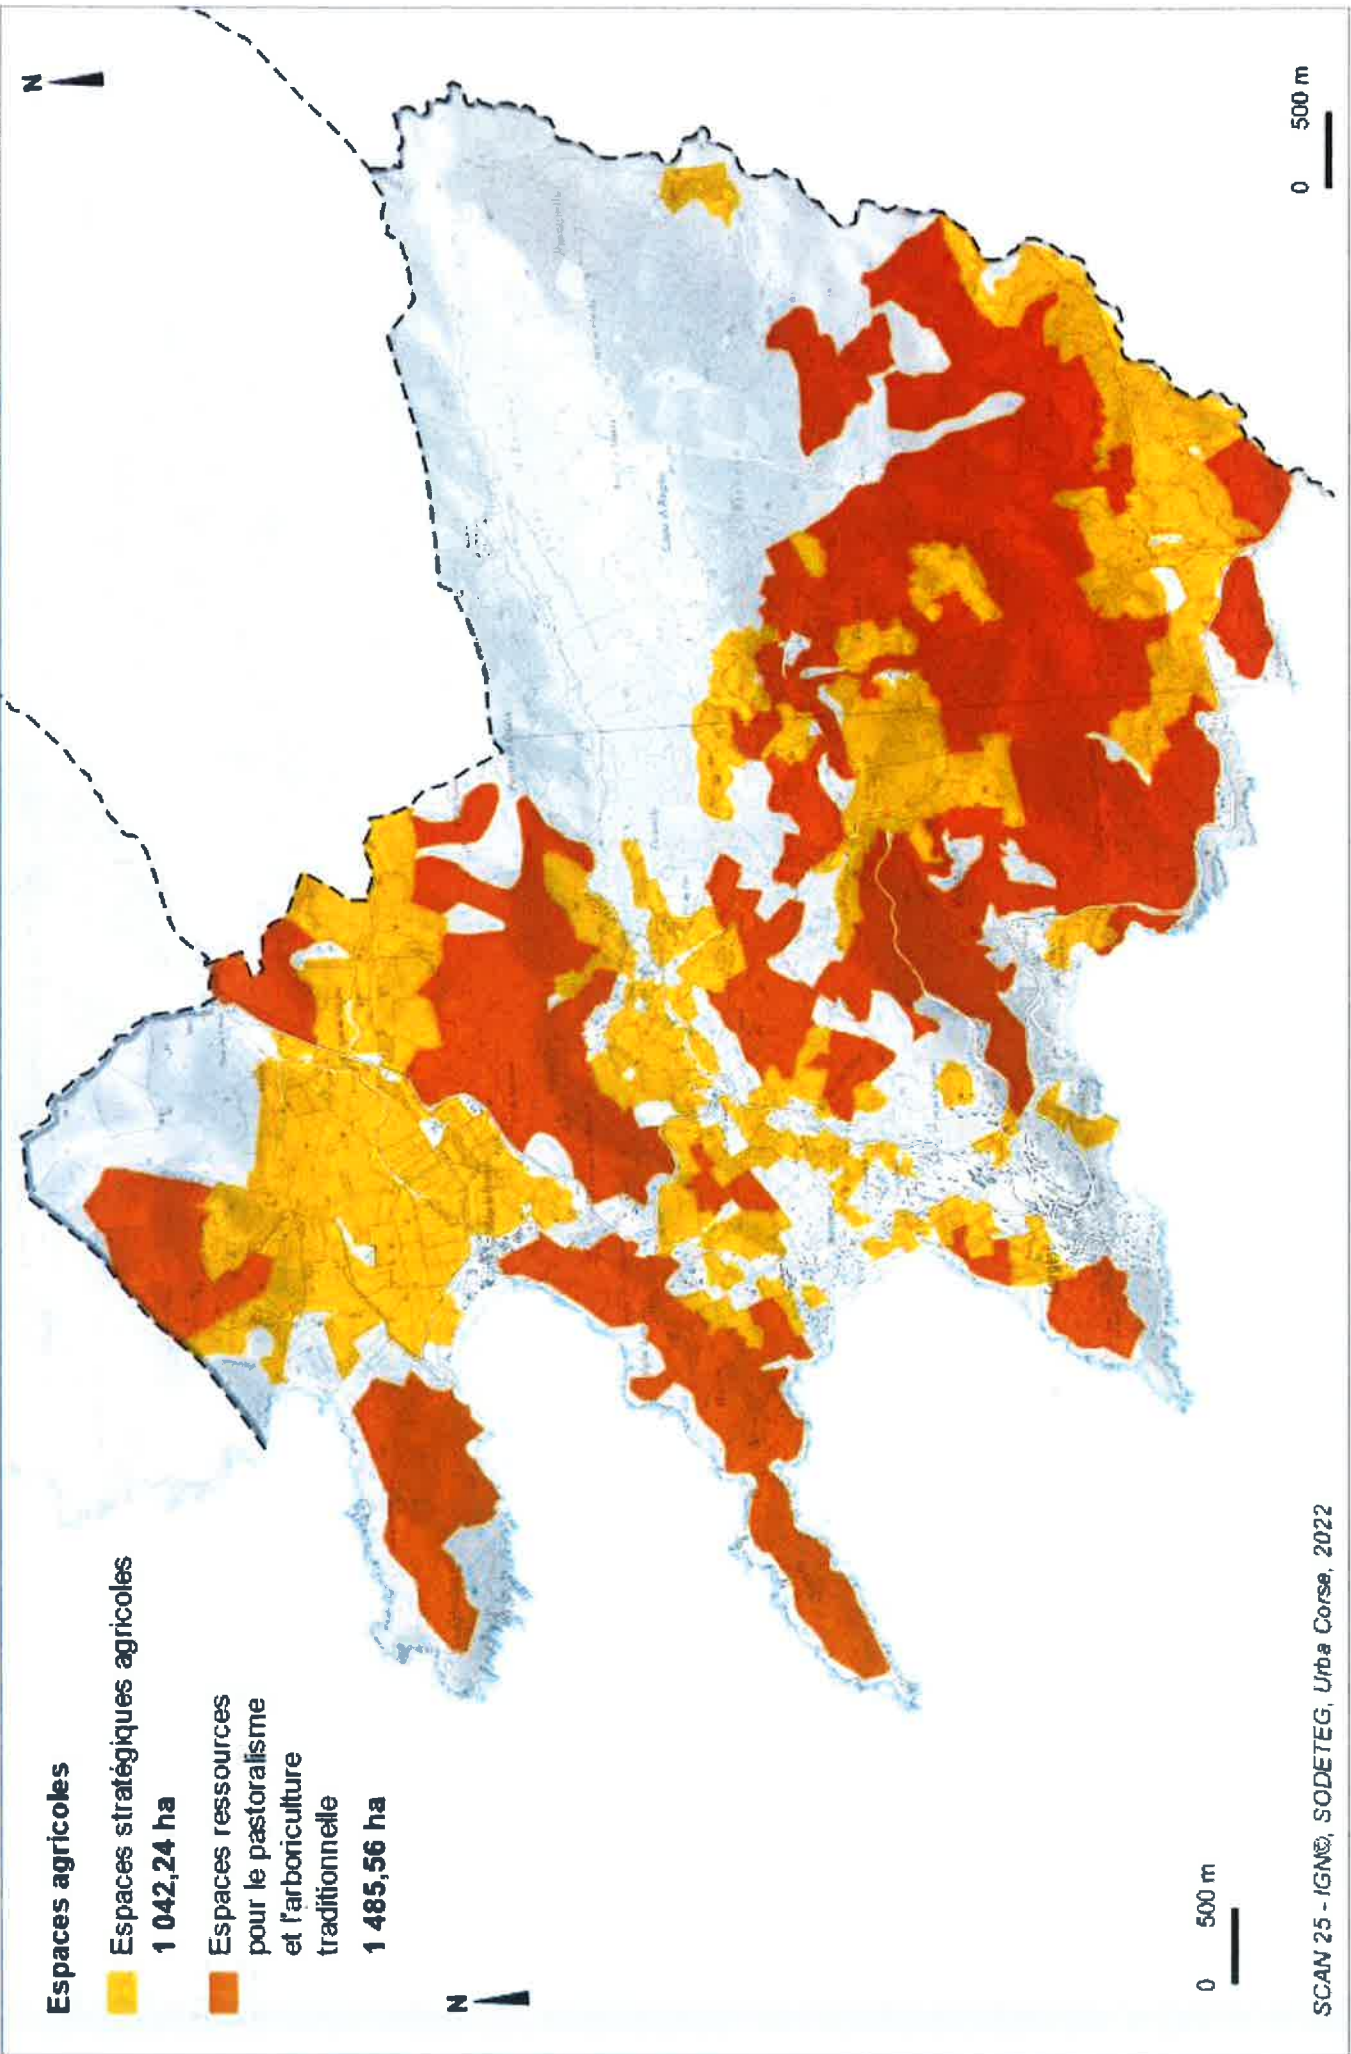 Espaces agricoles
Espaces stratégiques agricoles
1 042,24 ha
Espaces ressources
pour le pastoralisme
et l'arboriculture
traditionnelle
1 485,56 ha
N
0 500 m
SCAN 25 - IGN©, SODETEG, Urba Corse, 2022
N
0 500 m